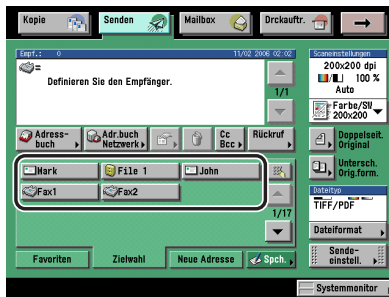 Kopie
Senden
Mailbox
Drckauftr.
Empf.: 0
11/02 2006 02:02
Definieren Sie den Empfänger.
1/1
Scaneinstellungen
200x200 dpi
100 %
Auto
Farbe/SW
200x200
Adress-
buch
Adr.buch
Netzwerk
Cc
Bcc
Rückruf
Doppelseit.
Original
Mark
File 1
John
Untersch.
Orig.form.
Fax1
Fax2
1/17
Dateityp
TIFF/PDF
Dateiformat
Favoriten
Zielwahl
Neue Adresse
Spch.
Sende-
einstell.
Systemmonitor